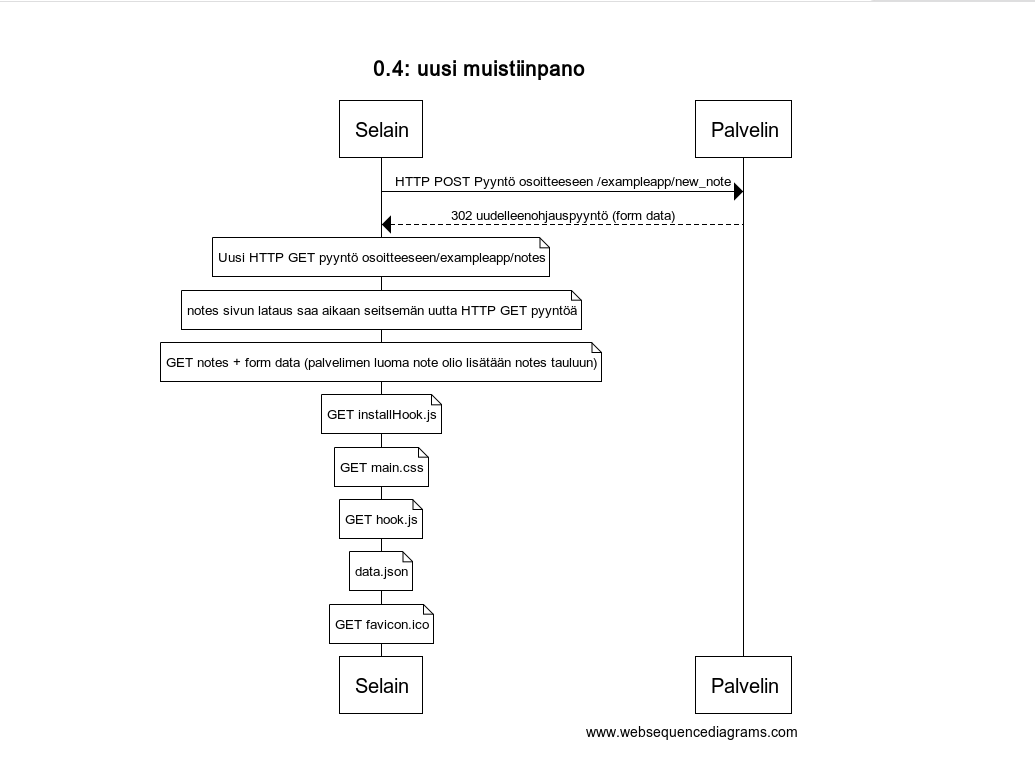 0.4: uusi muistiinpano
Selain
Palvelin
HTTP POST Pyyntö osoitteeseen /exampleapp/new_note
302 uudelleenohjauspyyntö (form data)
Uusi HTTP GET pyyntö osoitteeseen/exampleapp/notes
notes sivun lataus saa aikaan seitsemän uutta HTTP GET pyyntöä
GET notes + form data (palvelimen luoma note olio lisätään notes tauluun)
GET installHook.js
GET main.css
GET hook.js
data.json
GET favicon.ico
Selain
Palvelin
www.websequencediagrams.com